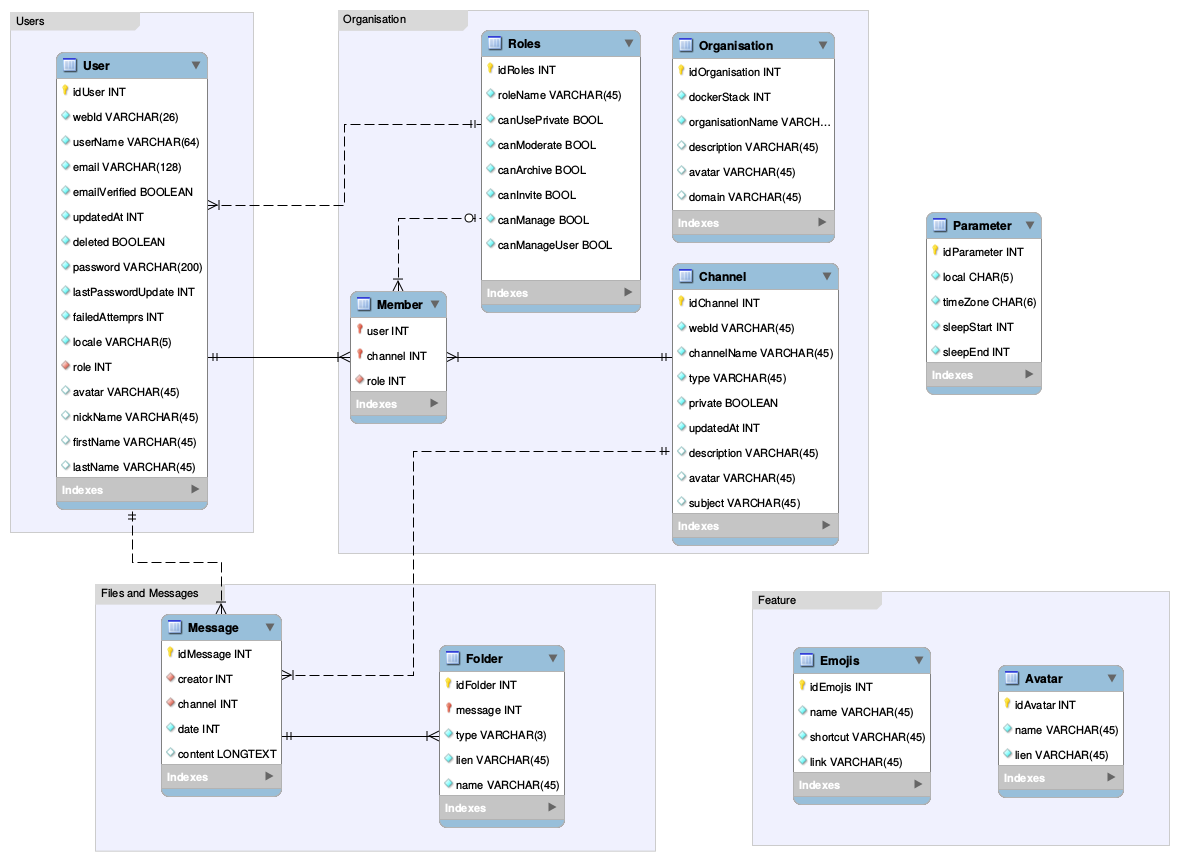 Users
User
idUser INT
webId VARCHAR(26)
userName VARCHAR(64)
email VARCHAR(128)
emailVerified BOOLEAN
updatedAt INT
deleted BOOLEAN
password VARCHAR(200)
lastPasswordUpdate INT
failedAttemprs INT
locale VARCHAR(5)
role INT
avatar VARCHAR(45)
nickName VARCHAR(45)
firstName VARCHAR(45)
lastName VARCHAR(45)
Indexes
Organisation
Roles
idRoles INT
roleName VARCHAR(45)
canUsePrivate BOOL
canModerate BOOL
canArchive BOOL
canInvite BOOL
canManage BOOL
canManageUser BOOL
Indexes
Organisation
idOrganisation INT
dockerStack INT
organisationName VARCH...
description VARCHAR(45)
avatar VARCHAR(45)
domain VARCHAR(45)
Indexes
Member
user INT
channel INT
role INT
Indexes
Channel
idChannel INT
webId VARCHAR(45)
channelName VARCHAR(45)
type VARCHAR(45)
private BOOLEAN
updatedAt INT
description VARCHAR(45)
avatar VARCHAR(45)
subject VARCHAR(45)
Indexes
Parameter
idParameter INT
local CHAR(5)
timeZone CHAR(6)
sleepStart INT
sleepEnd INT
Indexes
Files and Messages
Message
idMessage INT
creator INT
channel INT
date INT
content LONGTEXT
Indexes
Folder
idFolder INT
message INT
type VARCHAR(3)
lien VARCHAR(45)
name VARCHAR(45)
Indexes
Feature
Emojis
idEmojis INT
name VARCHAR(45)
shortcut VARCHAR(45)
link VARCHAR(45)
Indexes
Avatar
idAvatar INT
name VARCHAR(45)
lien VARCHAR(45)
Indexes